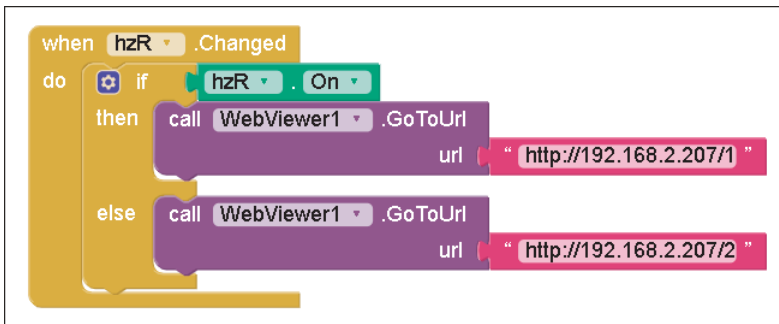 when hzR .Changed
do if hzR . On
then call WebViewer1 .GoToUrl
url “ http://192.168.2.207/1 ”
else call WebViewer1 .GoToUrl
url “ http://192.168.2.207/2 ”